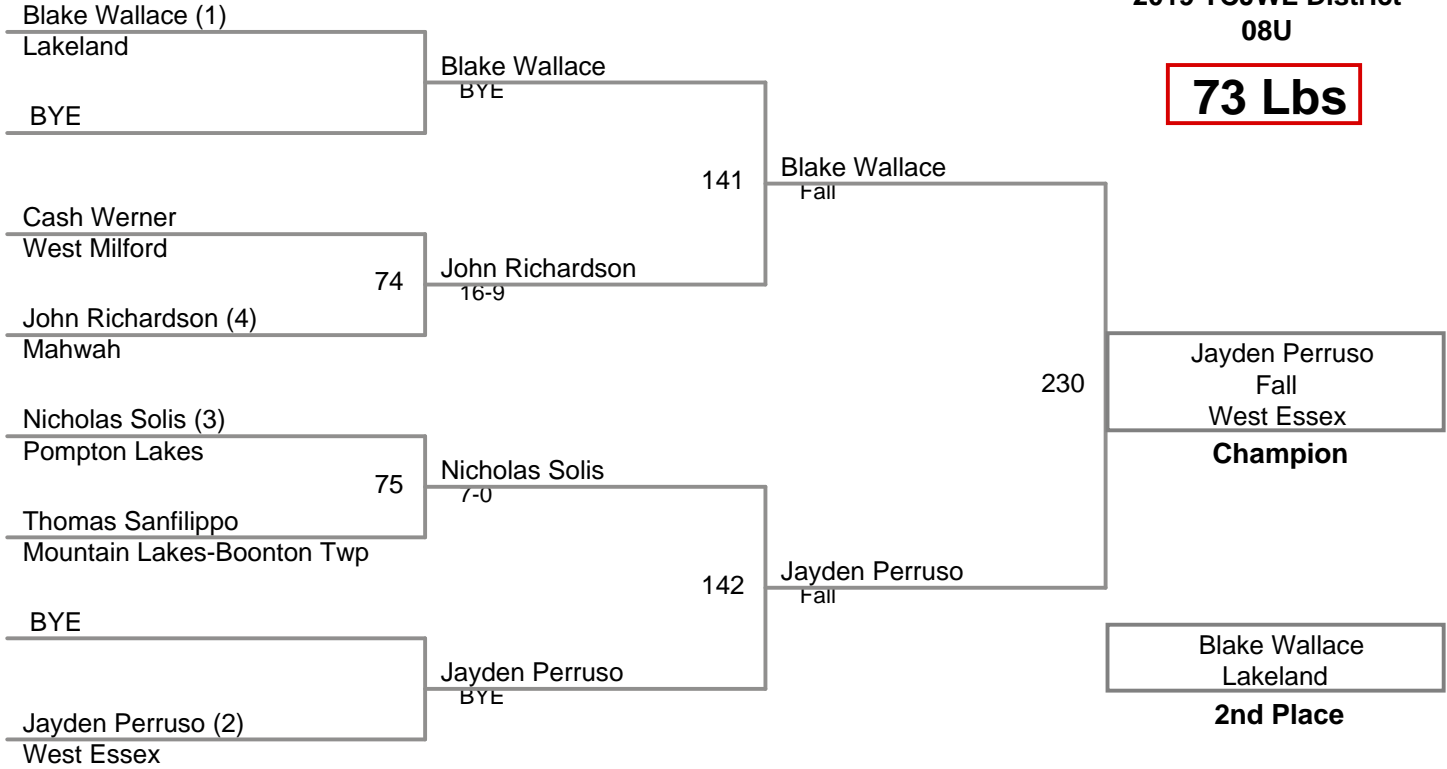 08U
73 Lbs
Blake Wallace (1)
Lakeland
BYE
Blake Wallace
BYE
Cash Werner
West Milford
74
John Richardson (4)
Mahwah
John Richardson
16-9
141
Blake Wallace
Fall
Nicholas Solis (3)
Pompton Lakes
75
Thomas Sanfilippo
Mountain Lakes-Boonton Twp
Nicholas Solis
7-0
BYE
Jayden Perruso (2)
West Essex
Jayden Perruso
BYE
142
Jayden Perruso
Fall
230
Jayden Perruso
Fall
West Essex
Champion
Blake Wallace
Lakeland
2nd Place